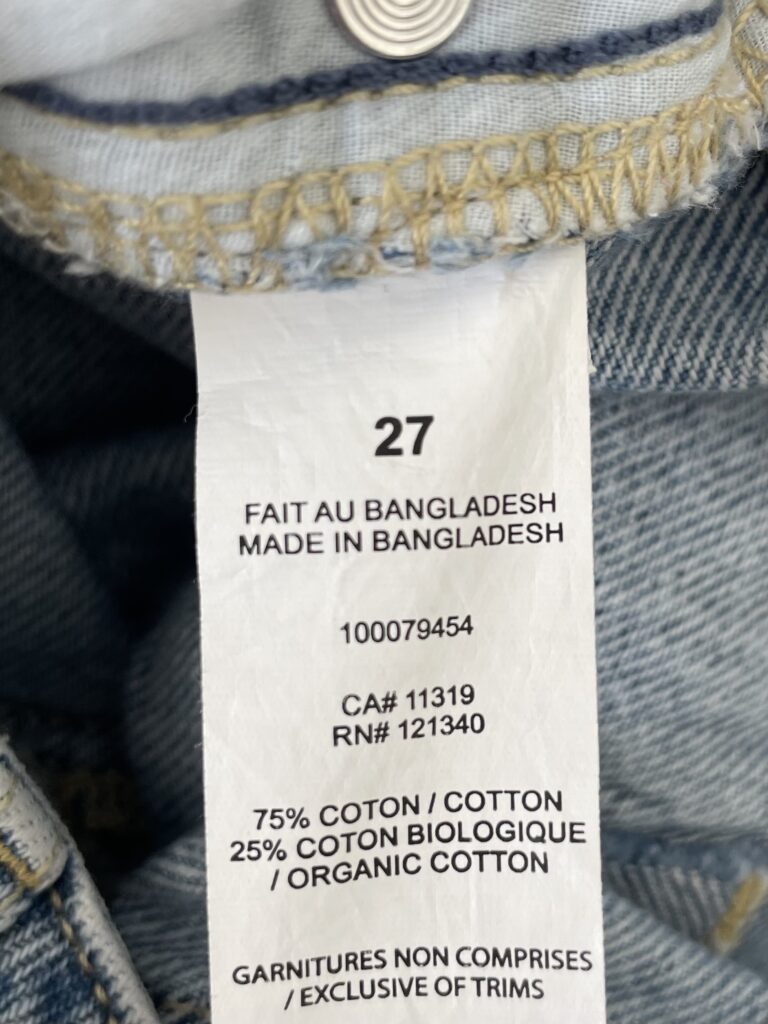 27
FAIT AU BANGLADESH
MADE IN BANGLADESH
100079454
CA# 11319
RN# 121340
75% COTON / COTTON
25% COTON BIOLOGIQUE
/ ORGANIC COTTON
GARNITURES NON COMPRISES
/ EXCLUSIVE OF TRIMS